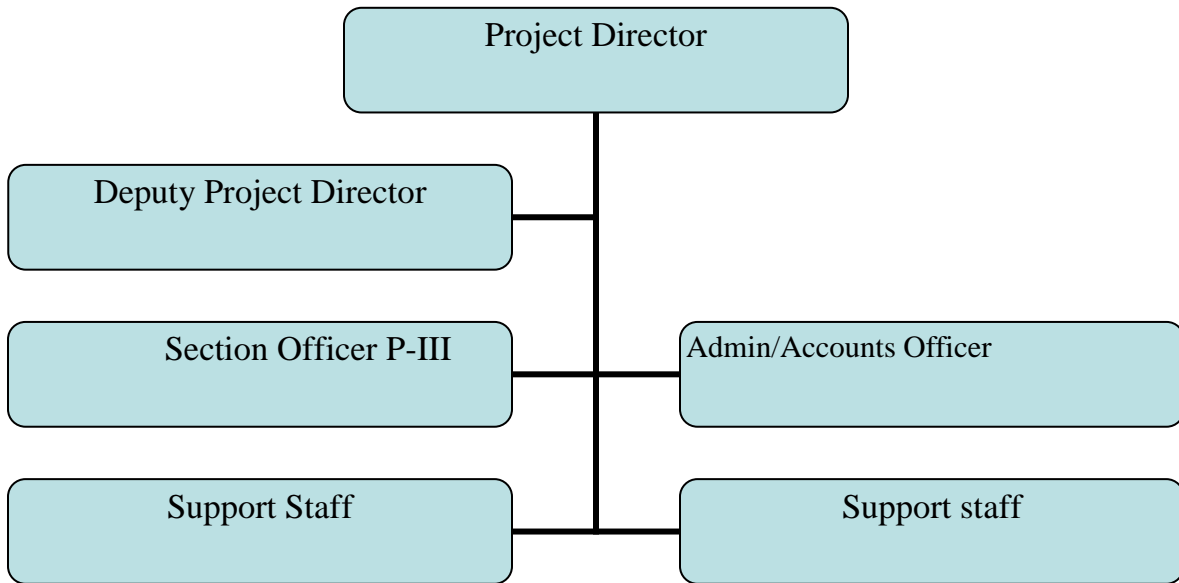 Project Director
Deputy Project Director
Section Officer P-III
Admin/Accounts Officer
Support Staff
Support staff